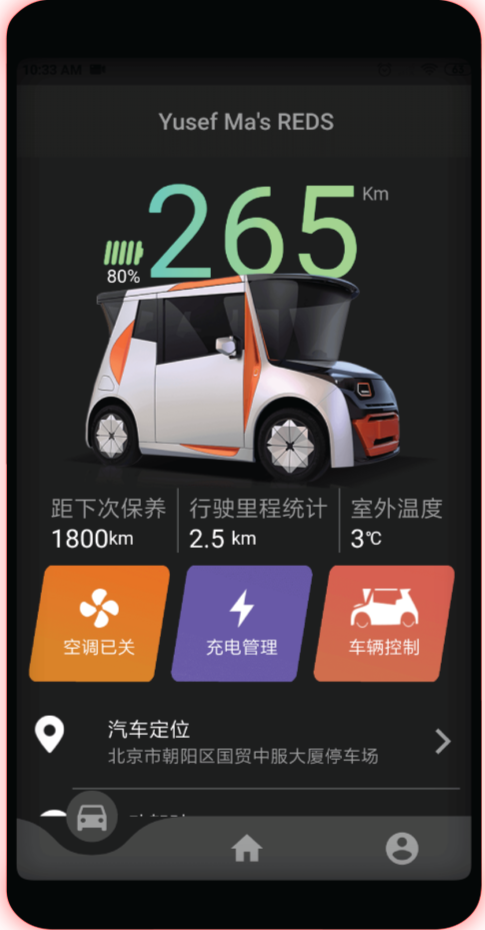 10:33 AM
Yusef Ma's REDS
265 Km
80%
距下次保养 行驶里程统计 室外温度
1800km 2.5 km 3℃
空调已关 充电管理 车辆控制
汽车定位
北京市朝阳区国贸中服大厦停车场